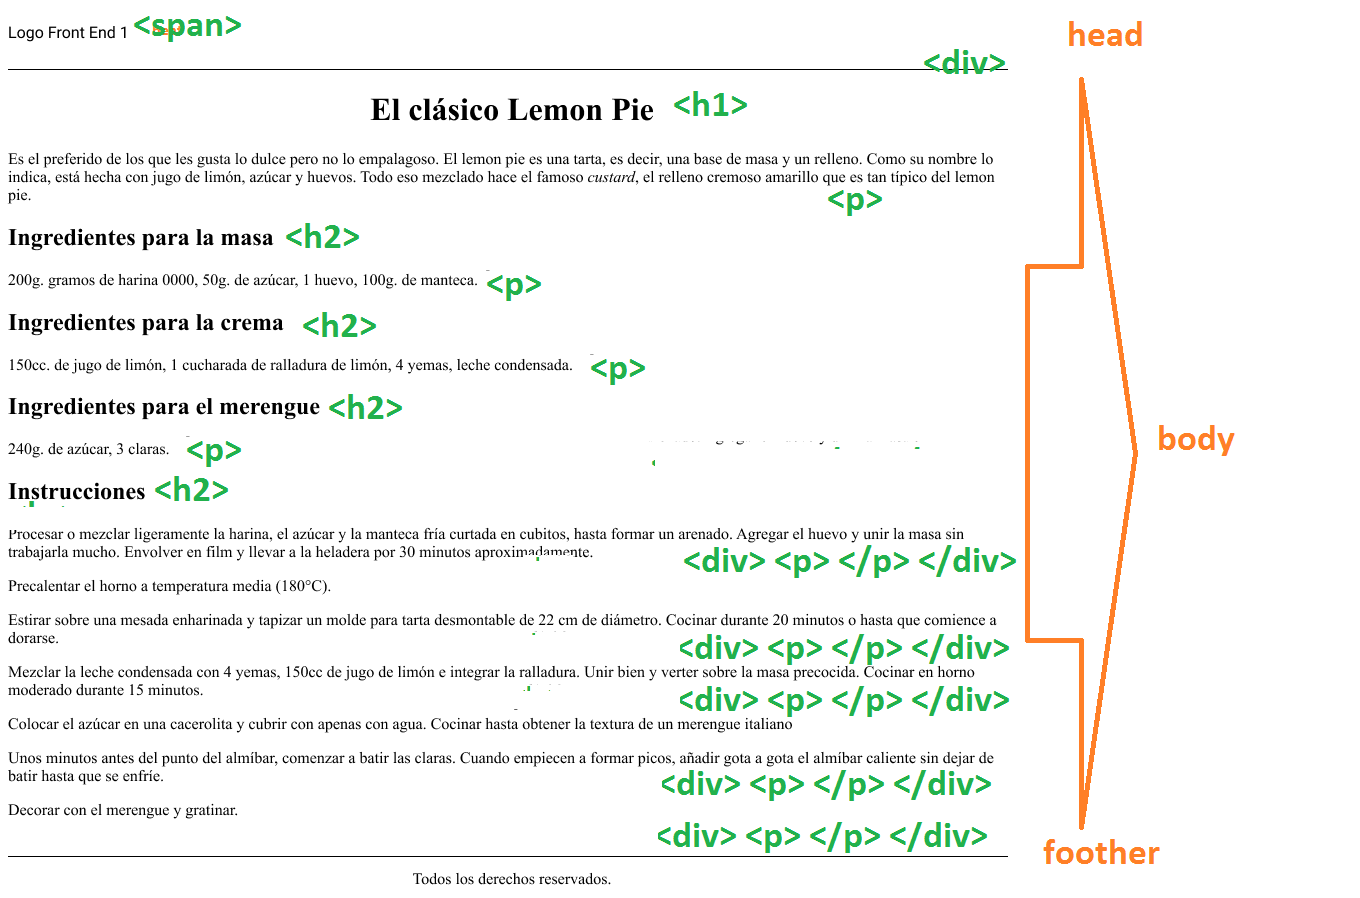 Logo Front End 1 <span>
head
<div>
El clásico Lemon Pie <h1>
Es el preferido de los que les gusta lo dulce pero no lo empalagoso. El lemon pie es una tarta, es decir, una base de masa y un relleno. Como su nombre lo
indica, está hecha con jugo de limón, azúcar y huevos. Todo eso mezclado hace el famoso custard, el relleno cremoso amarillo que es tan típico del lemon
pie.
<p>
Ingredientes para la masa <h2>
200g. gramos de harina 0000, 50g. de azúcar, 1 huevo, 100g. de manteca. <p>
Ingredientes para la crema <h2>
150cc. de jugo de limón, 1 cucharada de ralladura de limón, 4 yemas, leche condensada. <p>
Ingredientes para el merengue <h2>
body
240g. de azúcar, 3 claras. <p>
Instrucciones <h2>
Procesar o mezclar ligeramente la harina, el azúcar y la manteca fría curtada en cubitos, hasta formar un arenado. Agregar el huevo y unir la masa sin
trabajarla mucho. Envolver en film y llevar a la heladera por 30 minutos aproximadamente.
<div> <p> </p> </div>
Precalentar el horno a temperatura media (180°C).
Estirar sobre una mesada enharinada y tapizar un molde para tarta desmontable de 22 cm de diámetro. Cocinar durante 20 minutos o hasta que comience a
dorarse.
<div> <p> </p> </div>
Mezclar la leche condensada con 4 yemas, 150cc de jugo de limón e integrar la ralladura. Unir bien y verter sobre la masa precocida. Cocinar en horno
moderado durante 15 minutos.
<div> <p> </p> </div>
Colocar el azúcar en una cacerolita y cubrir con apenas con agua. Cocinar hasta obtener la textura de un merengue italiano
Unos minutos antes del punto del almíbar, comenzar a batir las claras. Cuando empiecen a formar picos, añadir gota a gota el almíbar caliente sin dejar de
batir hasta que se enfríe.
<div> <p> </p> </div>
Decorar con el merengue y gratinar.
<div> <p> </p> </div>
foother
Todos los derechos reservados.